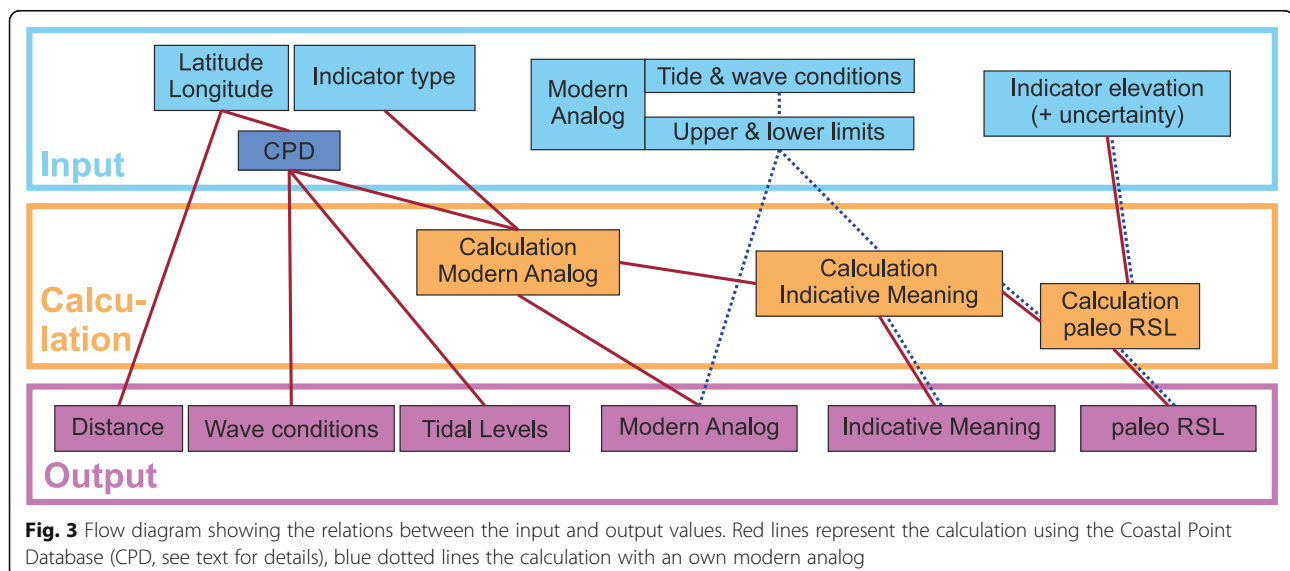 Latitude
Longitude
Indicator type
CPD
Modern
Analog
Tide & wave conditions
Upper & lower limits
Indicator elevation
(+ uncertainty)
Input
Calculation
Modern Analog
Calculation
Indicative Meaning
Calculation
paleo RSL
Calcu-
lation
Distance
Wave conditions
Tidal Levels
Modern Analog
Indicative Meaning
paleo RSL
Output
Fig. 3 Flow diagram showing the relations between the input and output values. Red lines represent the calculation using the Coastal Point
Database (CPD, see text for details), blue dotted lines the calculation with an own modern analog